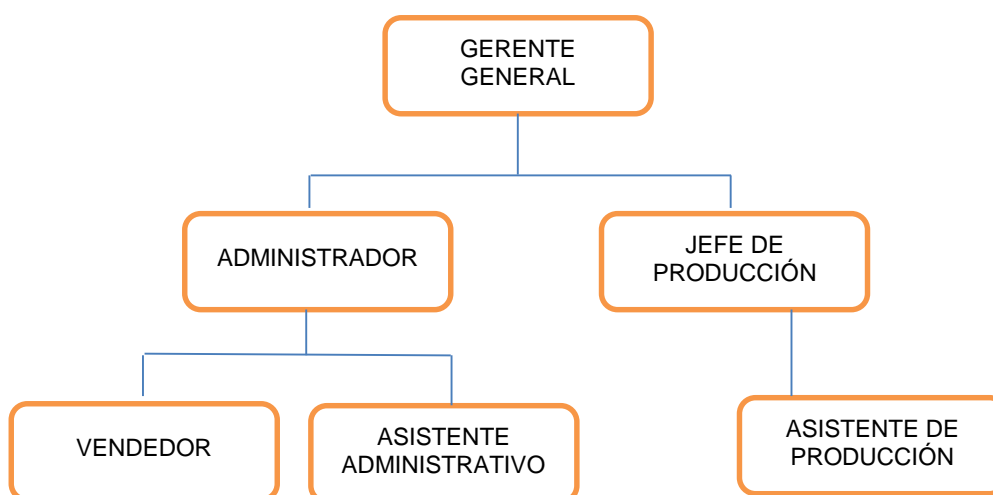 GERENTE
GENERAL
ADMINISTRADOR
JEFE DE
PRODUCCIÓN
VENDEDOR
ASISTENTE
ADMINISTRATIVO
ASISTENTE DE
PRODUCCIÓN